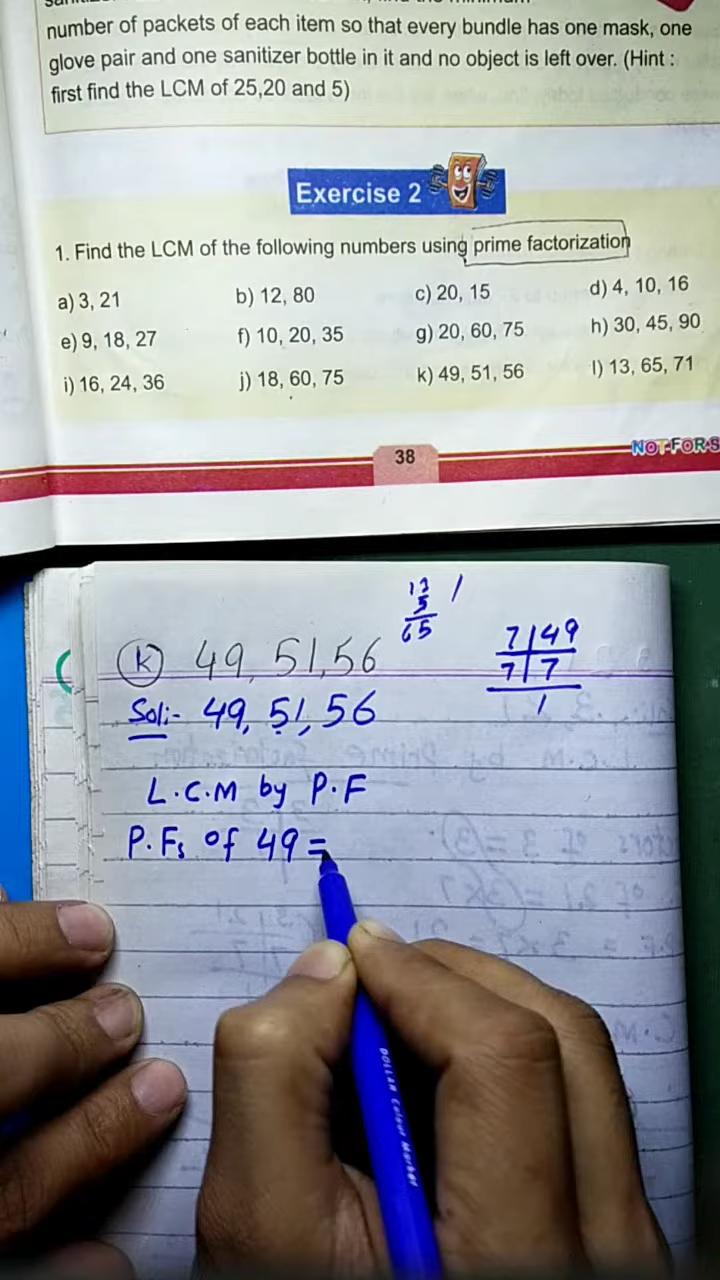 number of packets of each item so that every bundle has one mask, one
glove pair and one sanitizer bottle in it and no object is left over. (Hint :
first find the LCM of 25,20 and 5)
Exercise 2
1. Find the LCM of the following numbers using prime factorization
a) 3, 21 b) 12, 80 c) 20, 15 d) 4, 10, 16
e) 9, 18, 27 f) 10, 20, 35 g) 20, 60, 75 h) 30, 45, 90
i) 16, 24, 36 j) 18, 60, 75 k) 49, 51, 56 l) 13, 65, 71
38
NOT FOR S
13
5
65
(K) 49, 51, 56
Sol:- 49, 51, 56
L.C.M by P.F
P.Fs of 49 =
7 | 49
7 | 7
1
DOLLAR Colour Marker